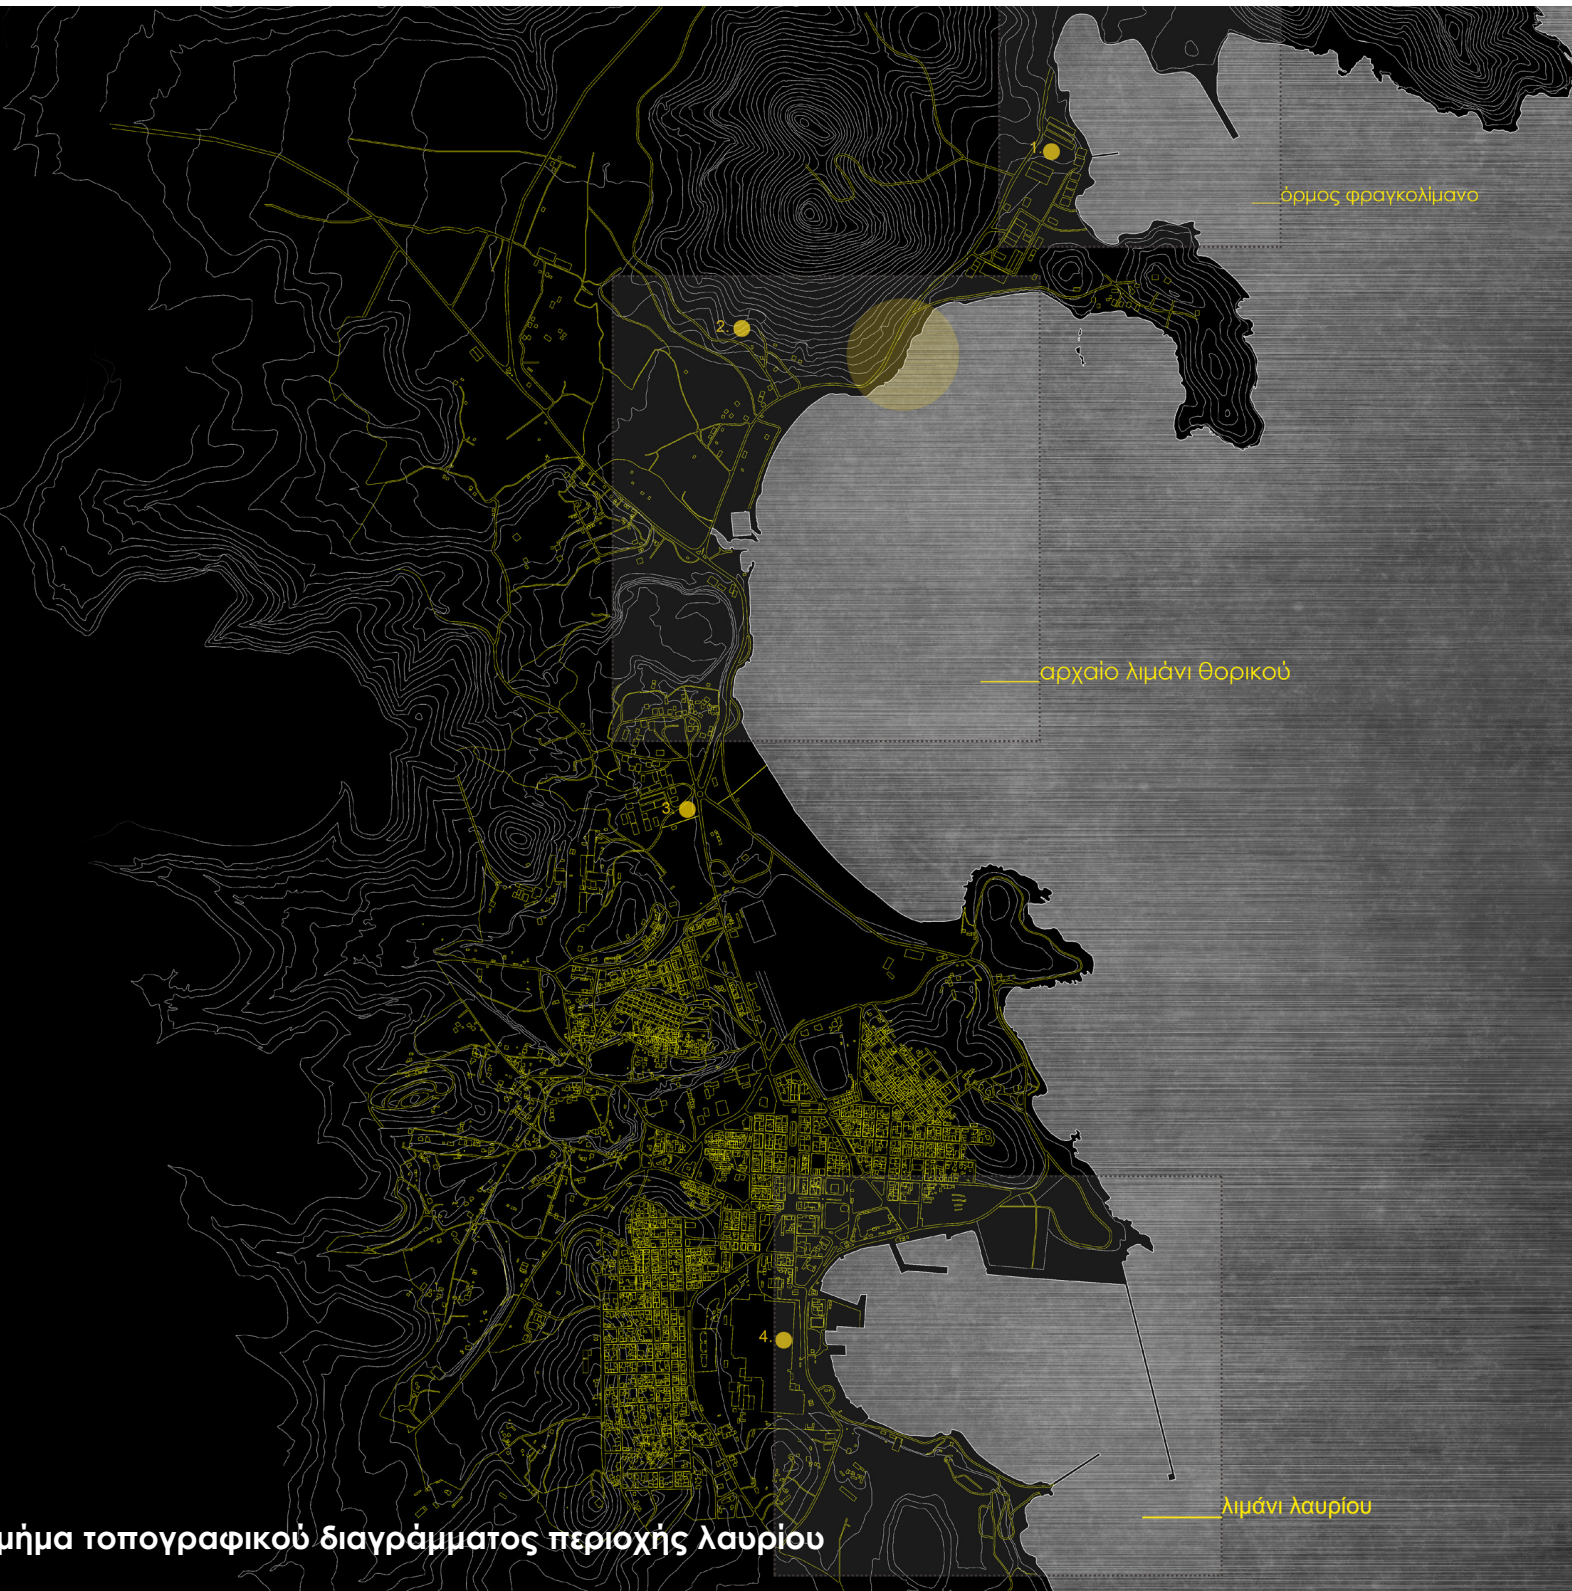 1.
όρμος φραγκολίμανο
2.
αρχαίο λιμάνι θορικού
3.
4.
λιμάνι λαυρίου
μήμα τοπογραφικού διαγράμματος περιοχής λαυρίου